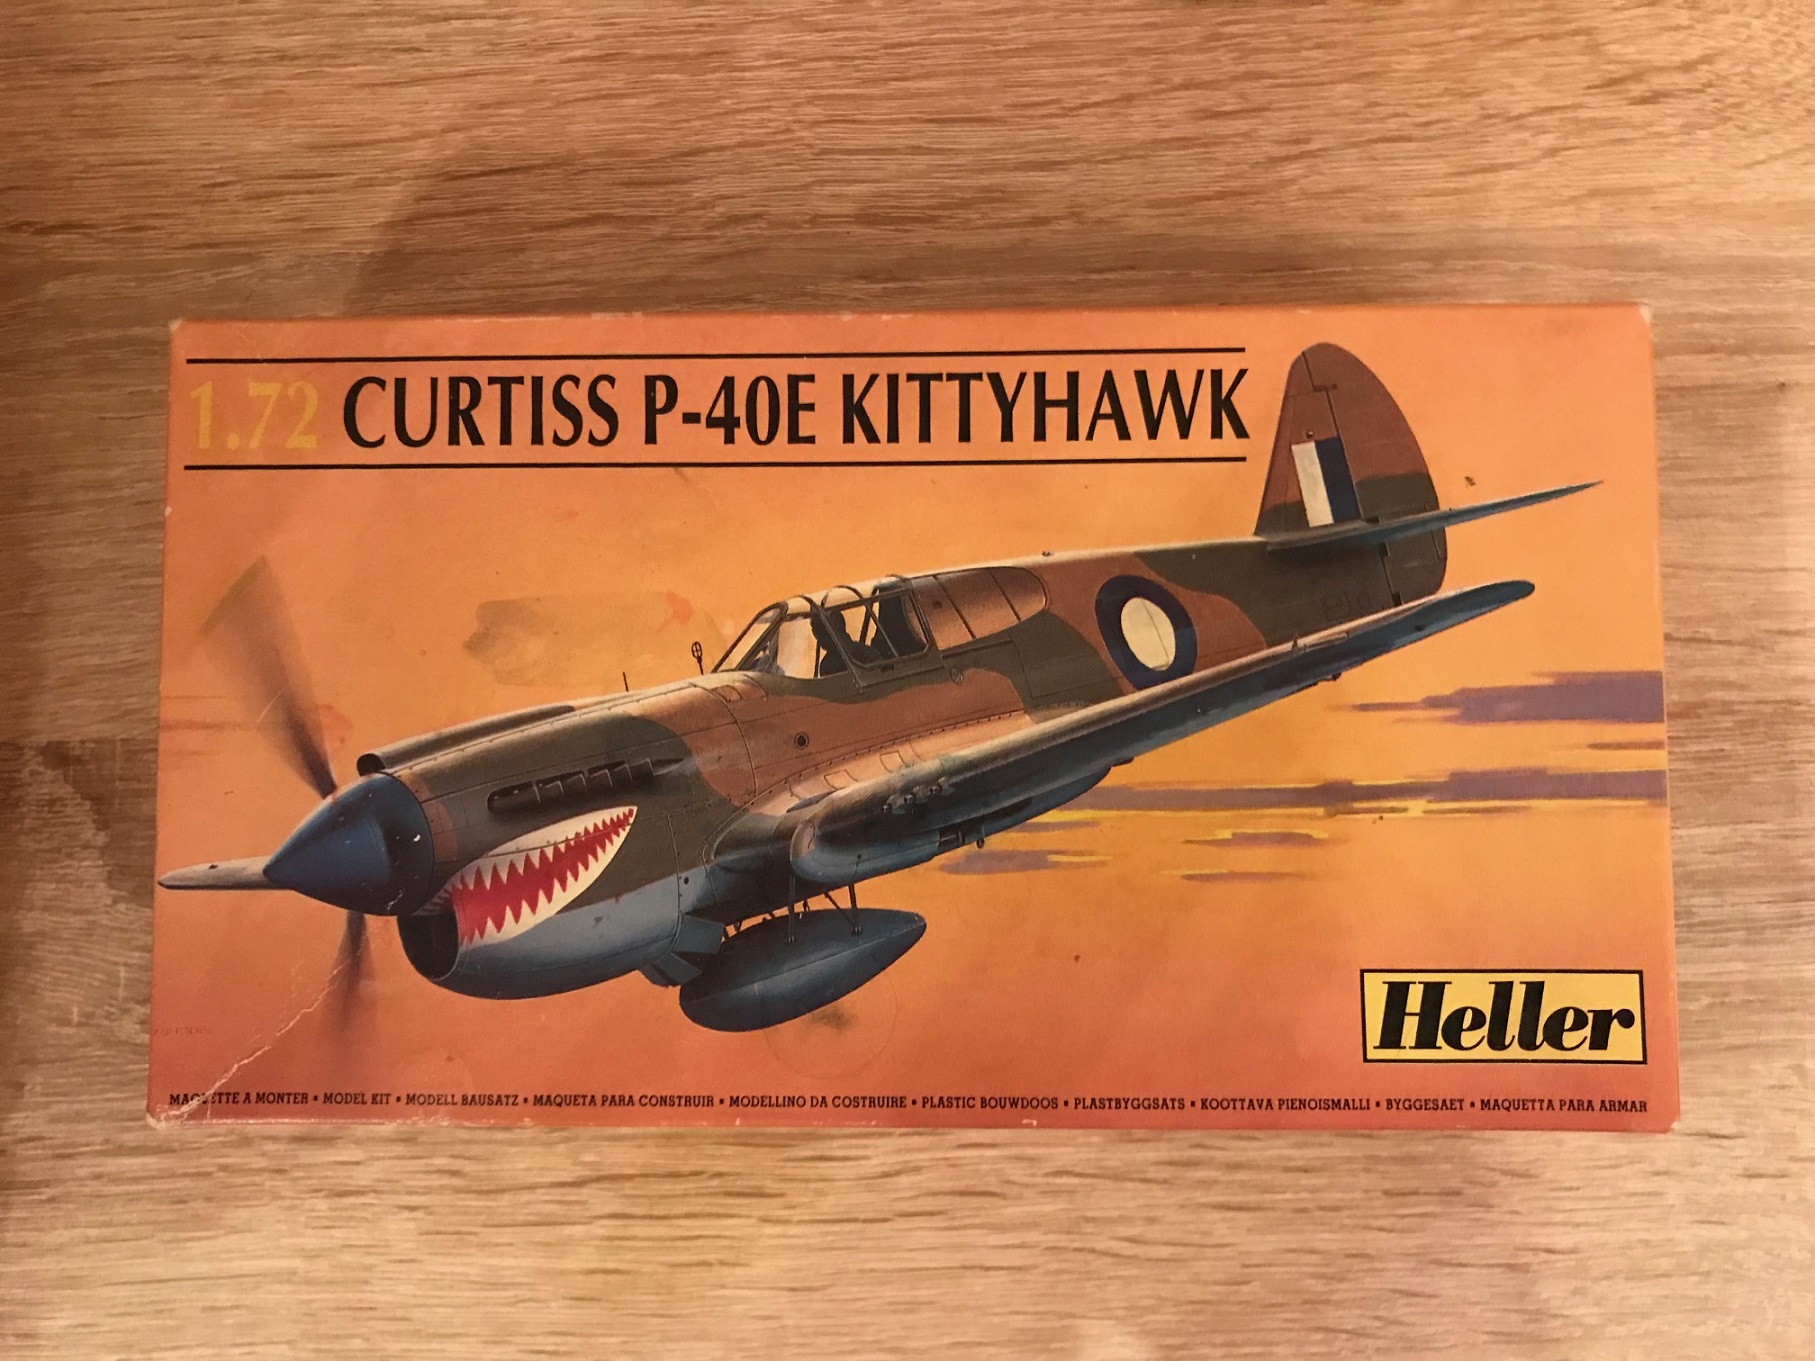 1.72 CURTISS P-40E KITTYHAWK
Heller
MAQUETTE A MONTER ▪ MODEL KIT ▪ MODELL BAUSATZ ▪ MAQUETA PARA CONSTRUIR ▪ MODELLINO DA COSTRUIRE ▪ PLASTIC BOUWDOOS ▪ PLASTBYGGSATS ▪ KOOTTAVA PIENOISMALLI ▪ BYGGESAET ▪ MAQUETTA PARA ARMAR